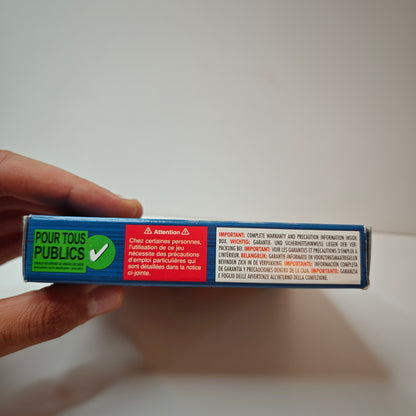 POUR TOUS
PUBLICS
⚠ Attention ⚠
Chez certaines personnes,
l'utilisation de ce jeu
nécessite des précautions
d'emploi particulières qui
sont détaillées dans la notice
ci-jointe.
IMPORTANT: COMPLETE WARRANTY AND PRECAUTION INFORMATION INSIDE
BOX. WICHTIG: GARANTIE- UND SICHERHEITSHINWEISE LIEGEN DER VER-
PACKUNG BEI. IMPORTANT: VOIR LES GARANTIES ET PRECAUTIONS D'EMPLOI A
L'INTERIEUR. BELANGRIJK: GARANTIE-INFORMATIE EN VOORZORGSMAATREGELEN
BEVINDEN ZICH IN DE VERPAKKING. IMPORTANTE: INFORMACIÓN COMPLETA
DE GARANTIA Y PRECAUCIONES DENTRO DE LA CAJA. IMPORTANTE: GARANZIA
E FOGLIO DELLE AVVERTENZE ALL'INTERNO DELLA CONFEZIONE.